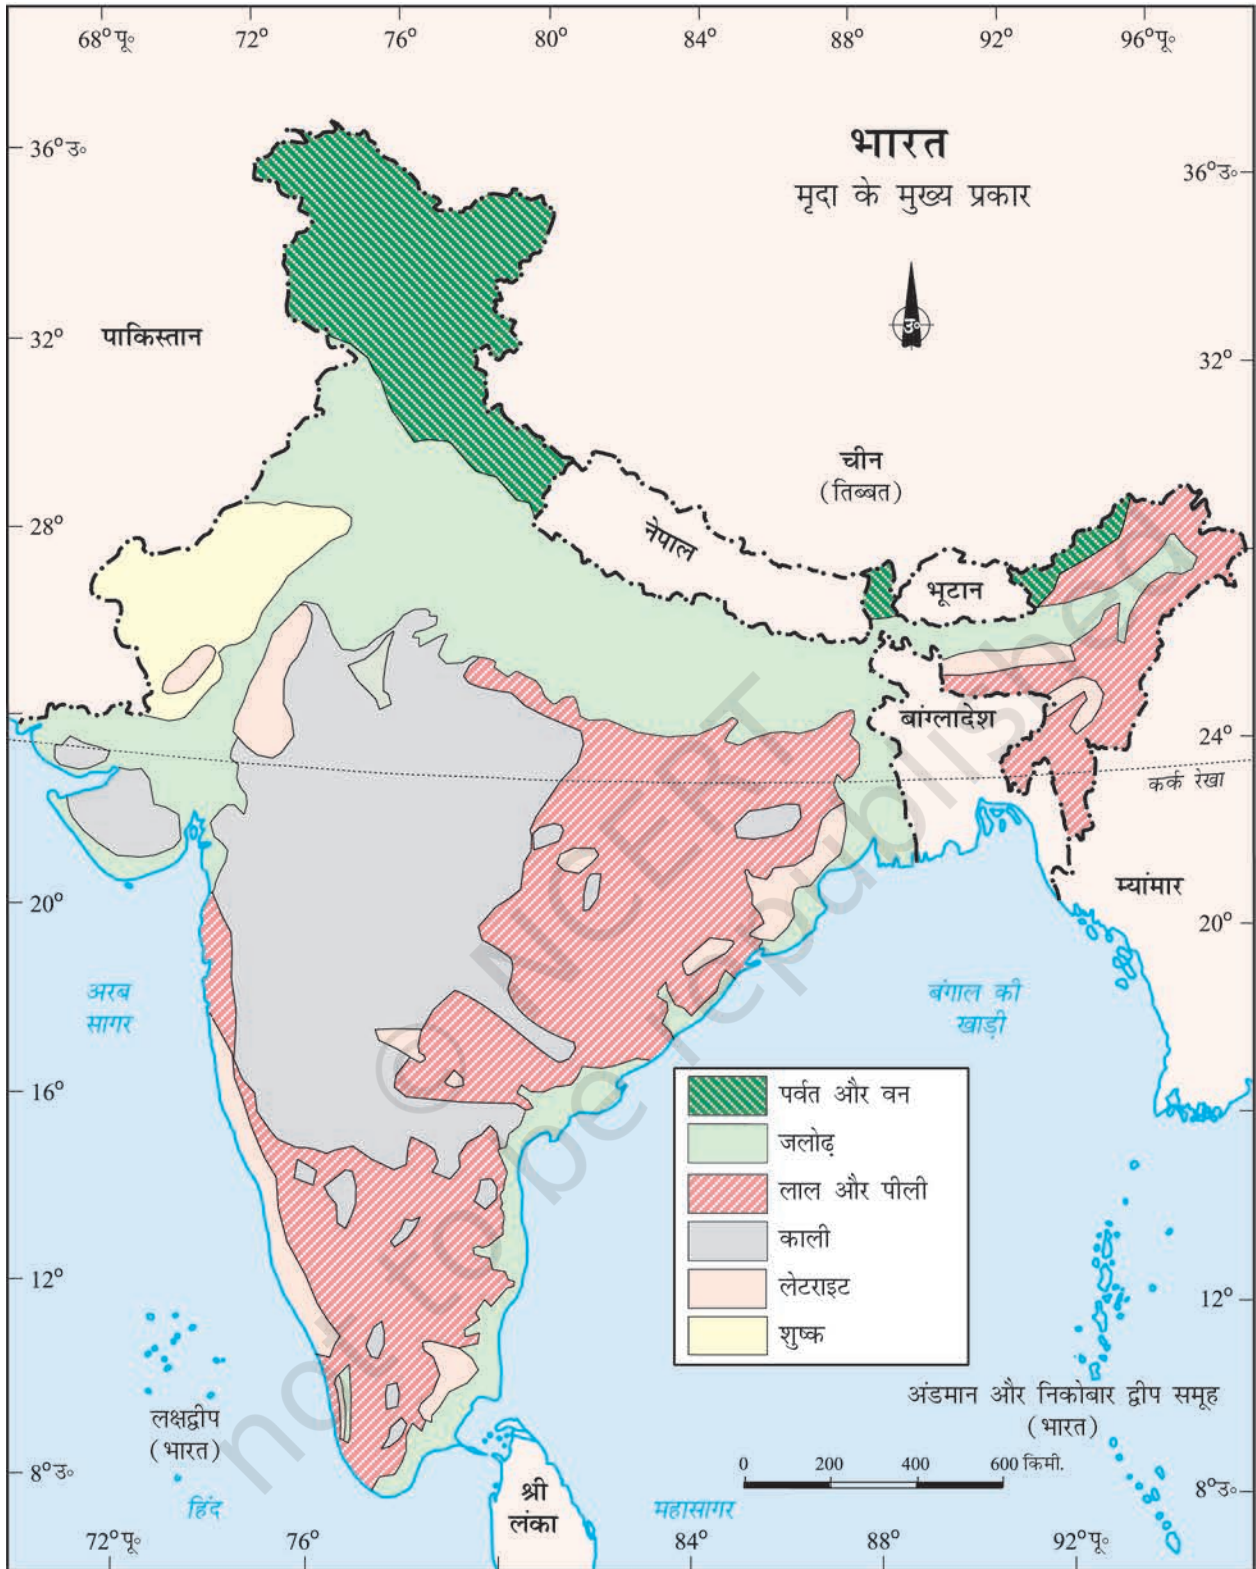 68°पू॰ 72° 76° 80° 84° 88° 92° 96°पू॰
भारत
मृदा के मुख्य प्रकार
36°उ॰
36°उ॰
उ॰
पाकिस्तान
32°
32°
चीन
(तिब्बत)
28°
नेपाल
भूटान
बांग्लादेश
24°
कर्क रेखा
म्यांमार
20°
20°
अरब
सागर
बंगाल की
खाड़ी
16°
पर्वत और वन
जलोढ़
लाल और पीली
काली
लेटराइट
शुष्क
12°
12°
लक्षद्वीप
(भारत)
अंडमान और निकोबार द्वीप समूह
(भारत)
0 200 400 600 किमी.
8°उ॰
8°उ॰
हिंद
महासागर
श्री
लंका
72°पू॰ 76° 84° 88° 92°पू॰
© NCERT
not to be republished